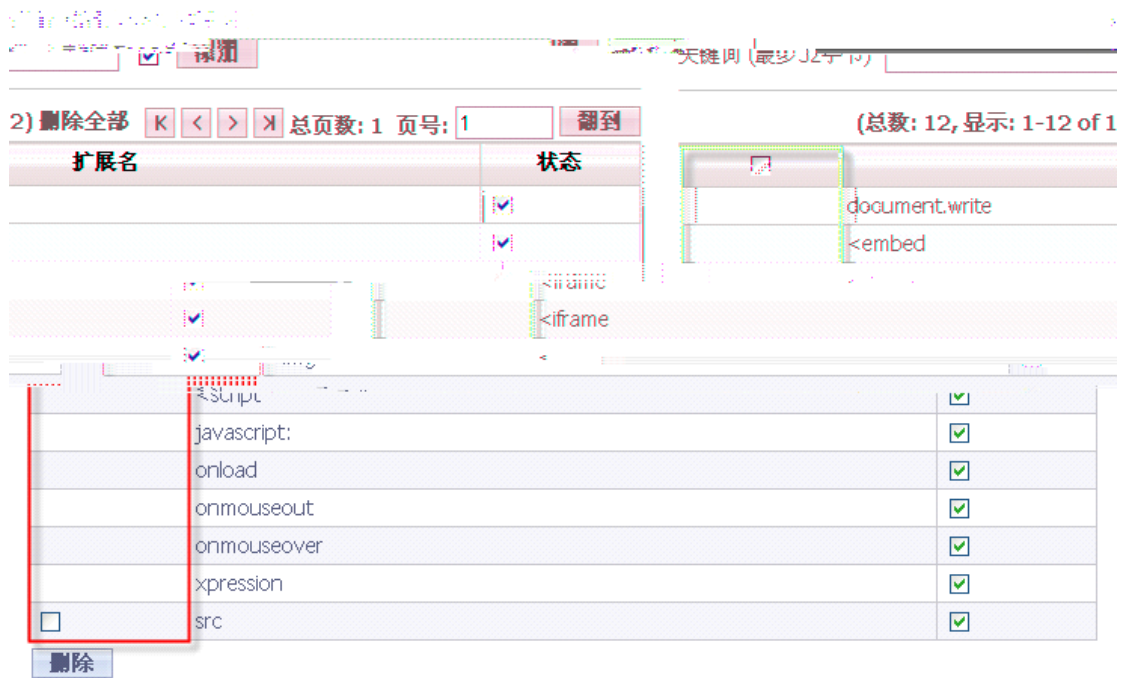 添加 关键词 (最多32字节)
2) 删除全部 总页数: 1 页号: 1 翻到 (总数: 12, 显示: 1-12 of 1
扩展名 状态
document.write
<embed
<iframe
<iframe
<
<script
javascript:
onload
onmouseout
onmouseover
xpression
src
删除